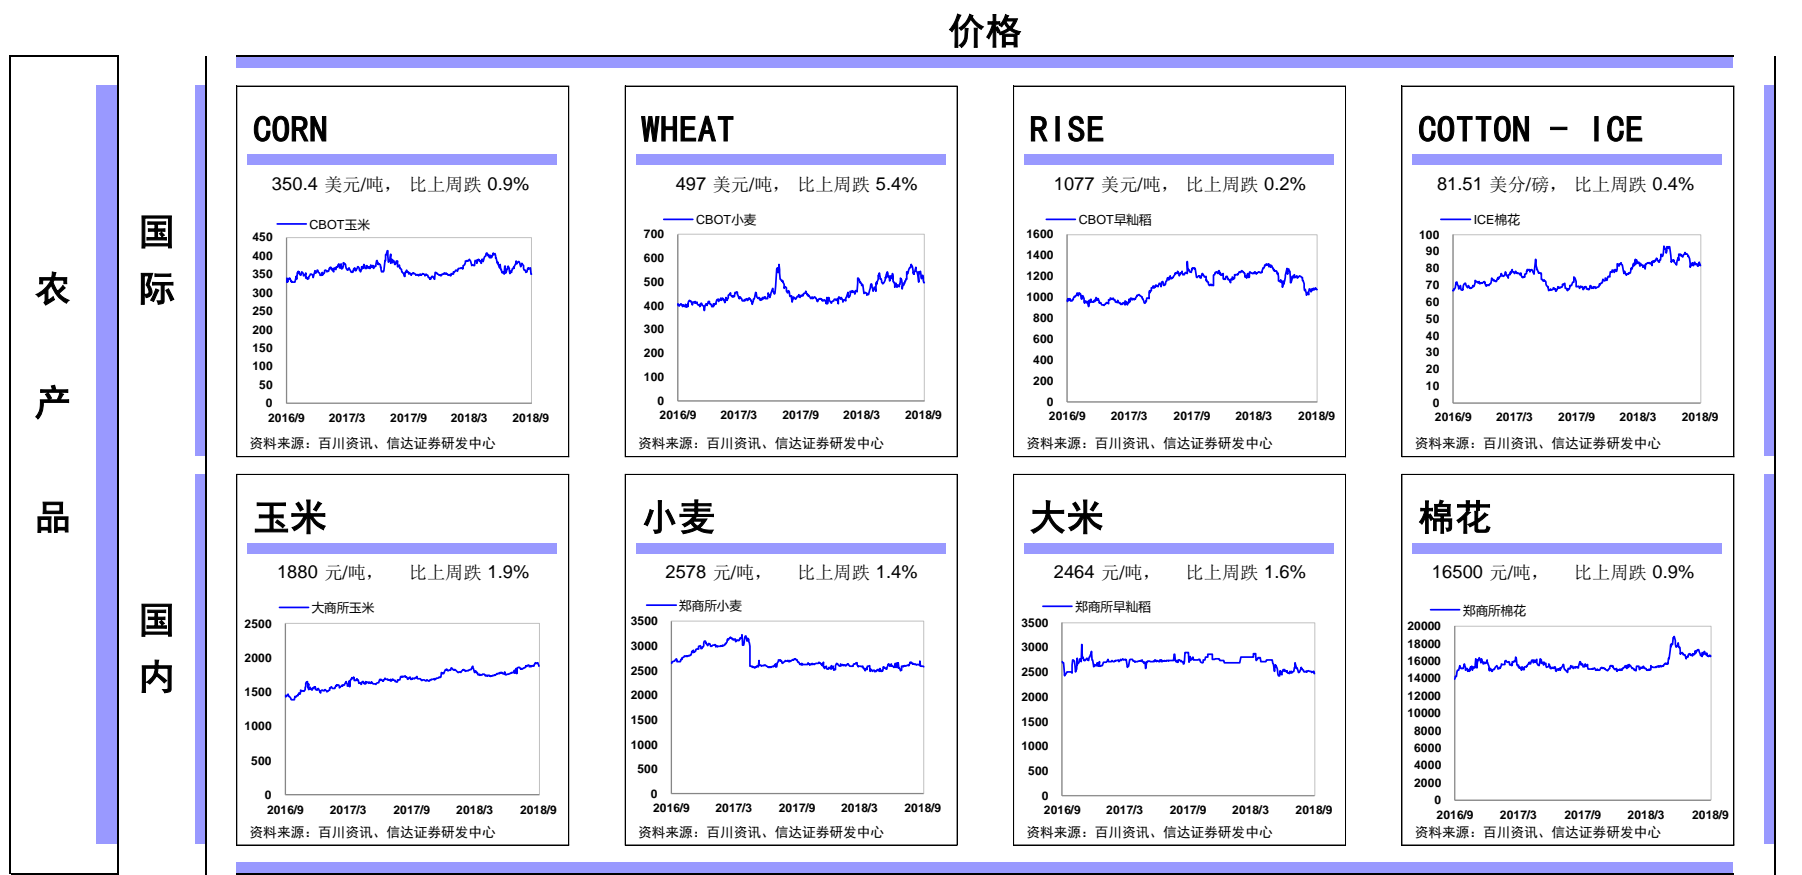 价格
农
产
品
国
际
国
内
CORN
350.4 美元/吨， 比上周跌 0.9%
CBOT玉米
450
400
350
300
250
200
150
100
50
0
2016/9 2017/3 2017/9 2018/3 2018/9
资料来源：百川资讯、信达证券研发中心
WHEAT
497 美元/吨， 比上周跌 5.4%
CBOT小麦
700
600
500
400
300
200
100
0
2016/9 2017/3 2017/9 2018/3 2018/9
资料来源：百川资讯、信达证券研发中心
RISE
1077 美元/吨， 比上周跌 0.2%
CBOT早籼稻
1600
1400
1200
1000
800
600
400
200
0
2016/9 2017/3 2017/9 2018/3 2018/9
资料来源：百川资讯、信达证券研发中心
COTTON - ICE
81.51 美分/磅， 比上周跌 0.4%
ICE棉花
100
90
80
70
60
50
40
30
20
10
0
2016/9 2017/3 2017/9 2018/3 2018/9
资料来源：百川资讯、信达证券研发中心
玉米
1880 元/吨， 比上周跌 1.9%
大商所玉米
2500
2000
1500
1000
500
0
2016/9 2017/3 2017/9 2018/3 2018/9
资料来源：百川资讯、信达证券研发中心
小麦
2578 元/吨， 比上周跌 1.4%
郑商所小麦
3500
3000
2500
2000
1500
1000
500
0
2016/9 2017/3 2017/9 2018/3 2018/9
资料来源：百川资讯、信达证券研发中心
大米
2464 元/吨， 比上周跌 1.6%
郑商所早籼稻
3500
3000
2500
2000
1500
1000
500
0
2016/9 2017/3 2017/9 2018/3 2018/9
资料来源：百川资讯、信达证券研发中心
棉花
16500 元/吨， 比上周跌 0.9%
郑商所棉花
20000
18000
16000
14000
12000
10000
8000
6000
4000
2000
0
2016/9 2017/3 2017/9 2018/3 2018/9
资料来源：百川资讯、信达证券研发中心